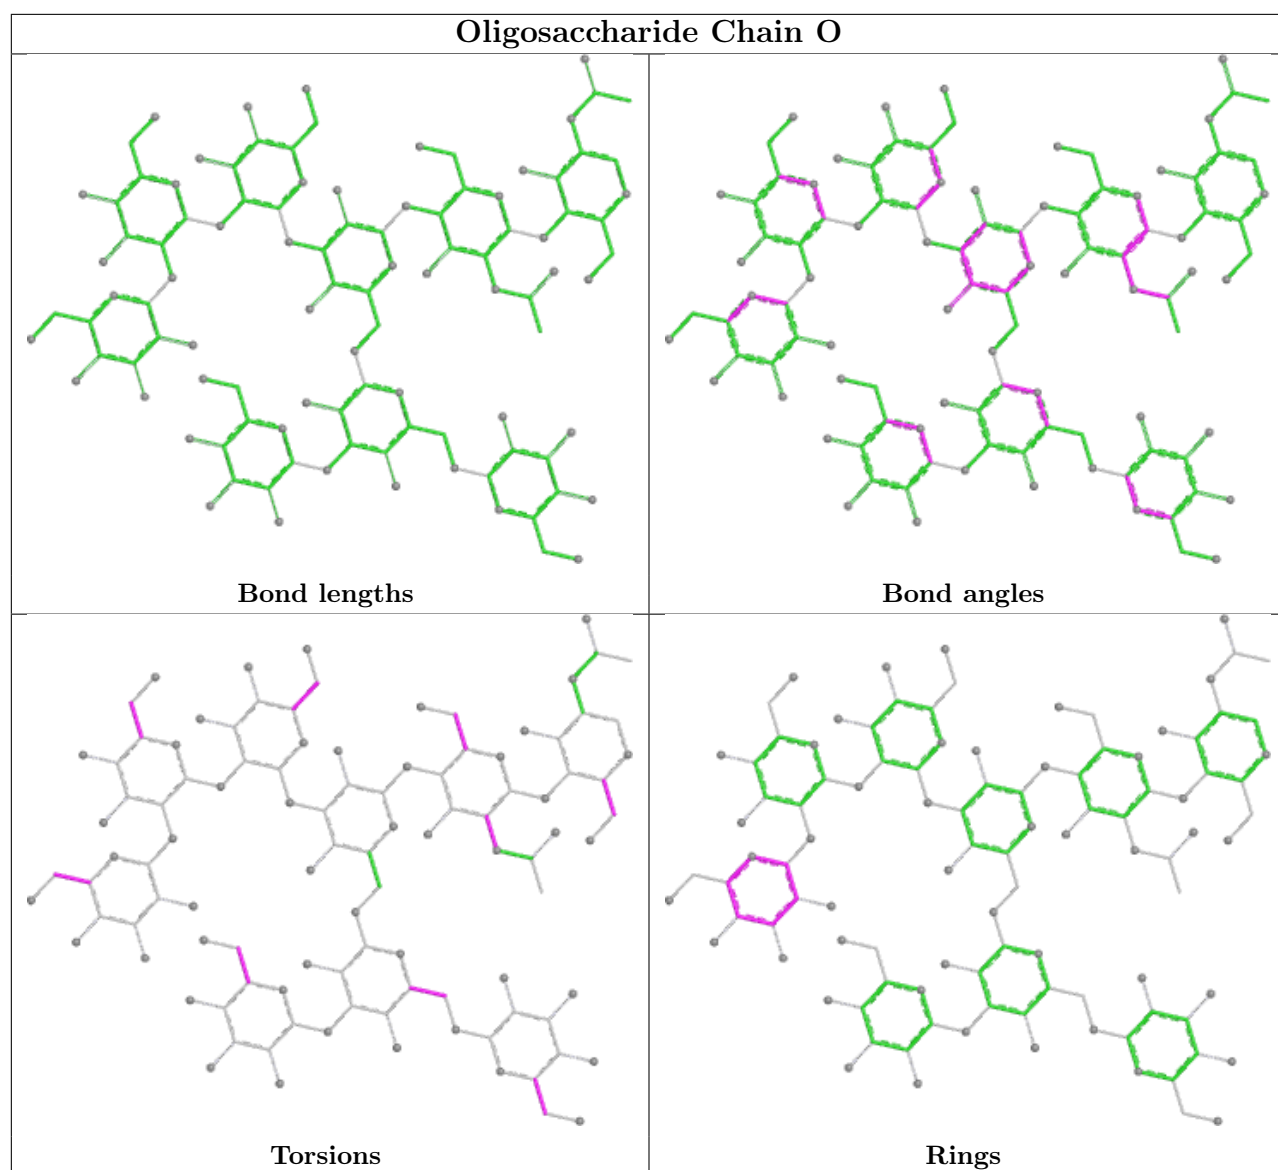 Oligosaccharide Chain O
Bond lengths
Bond angles
Torsions
Rings